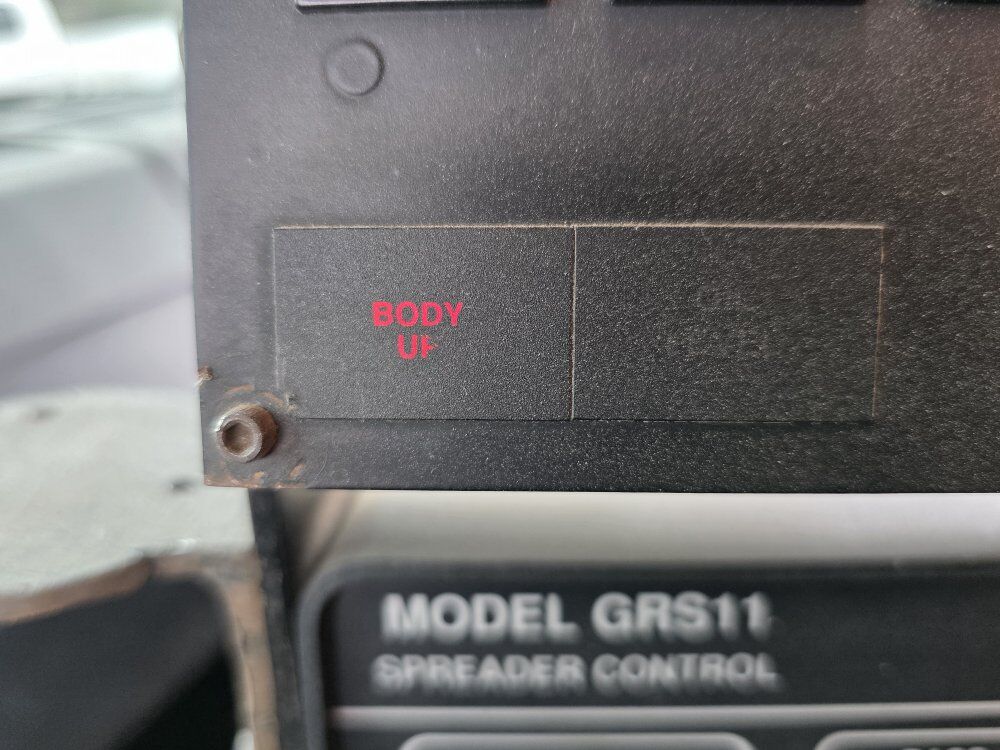 BODY
UP
MODEL GRS11
SPREADER CONTROL